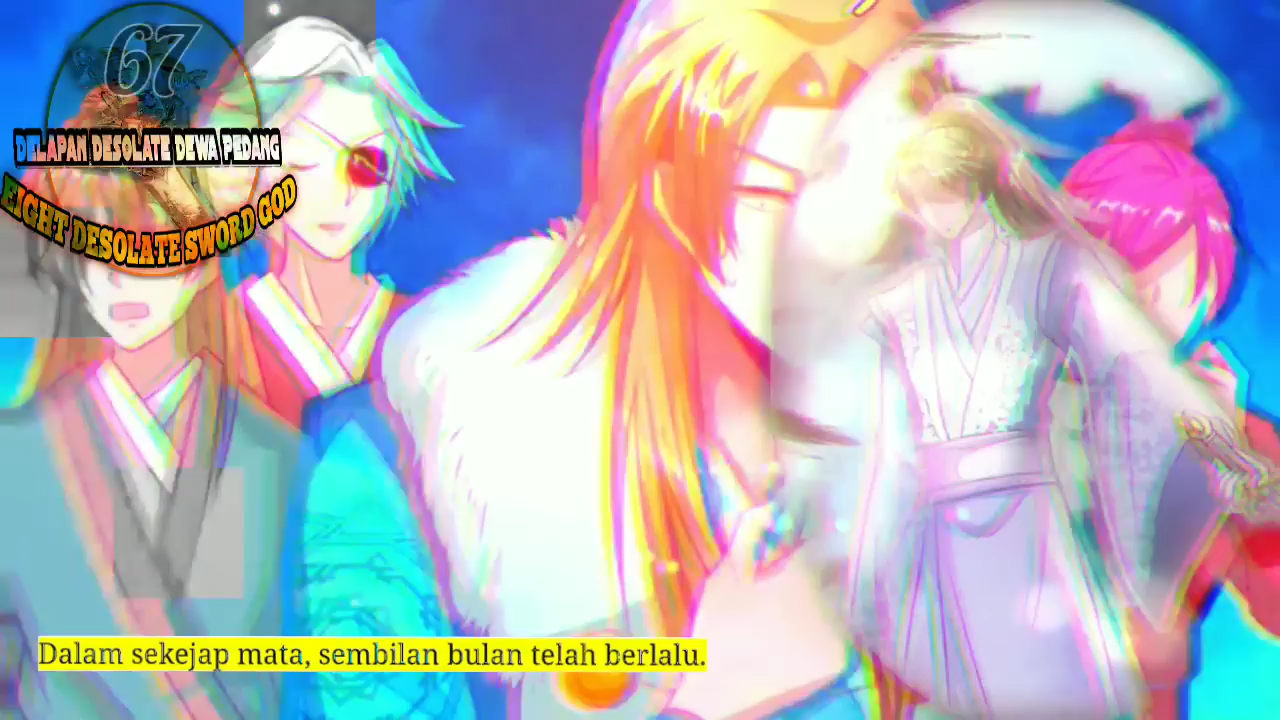 67
DELAPAN DESOLATE DEWA PEDANG
EIGHT DESOLATE SWORD GOD
Dalam sekejap mata, sembilan bulan telah berlalu.